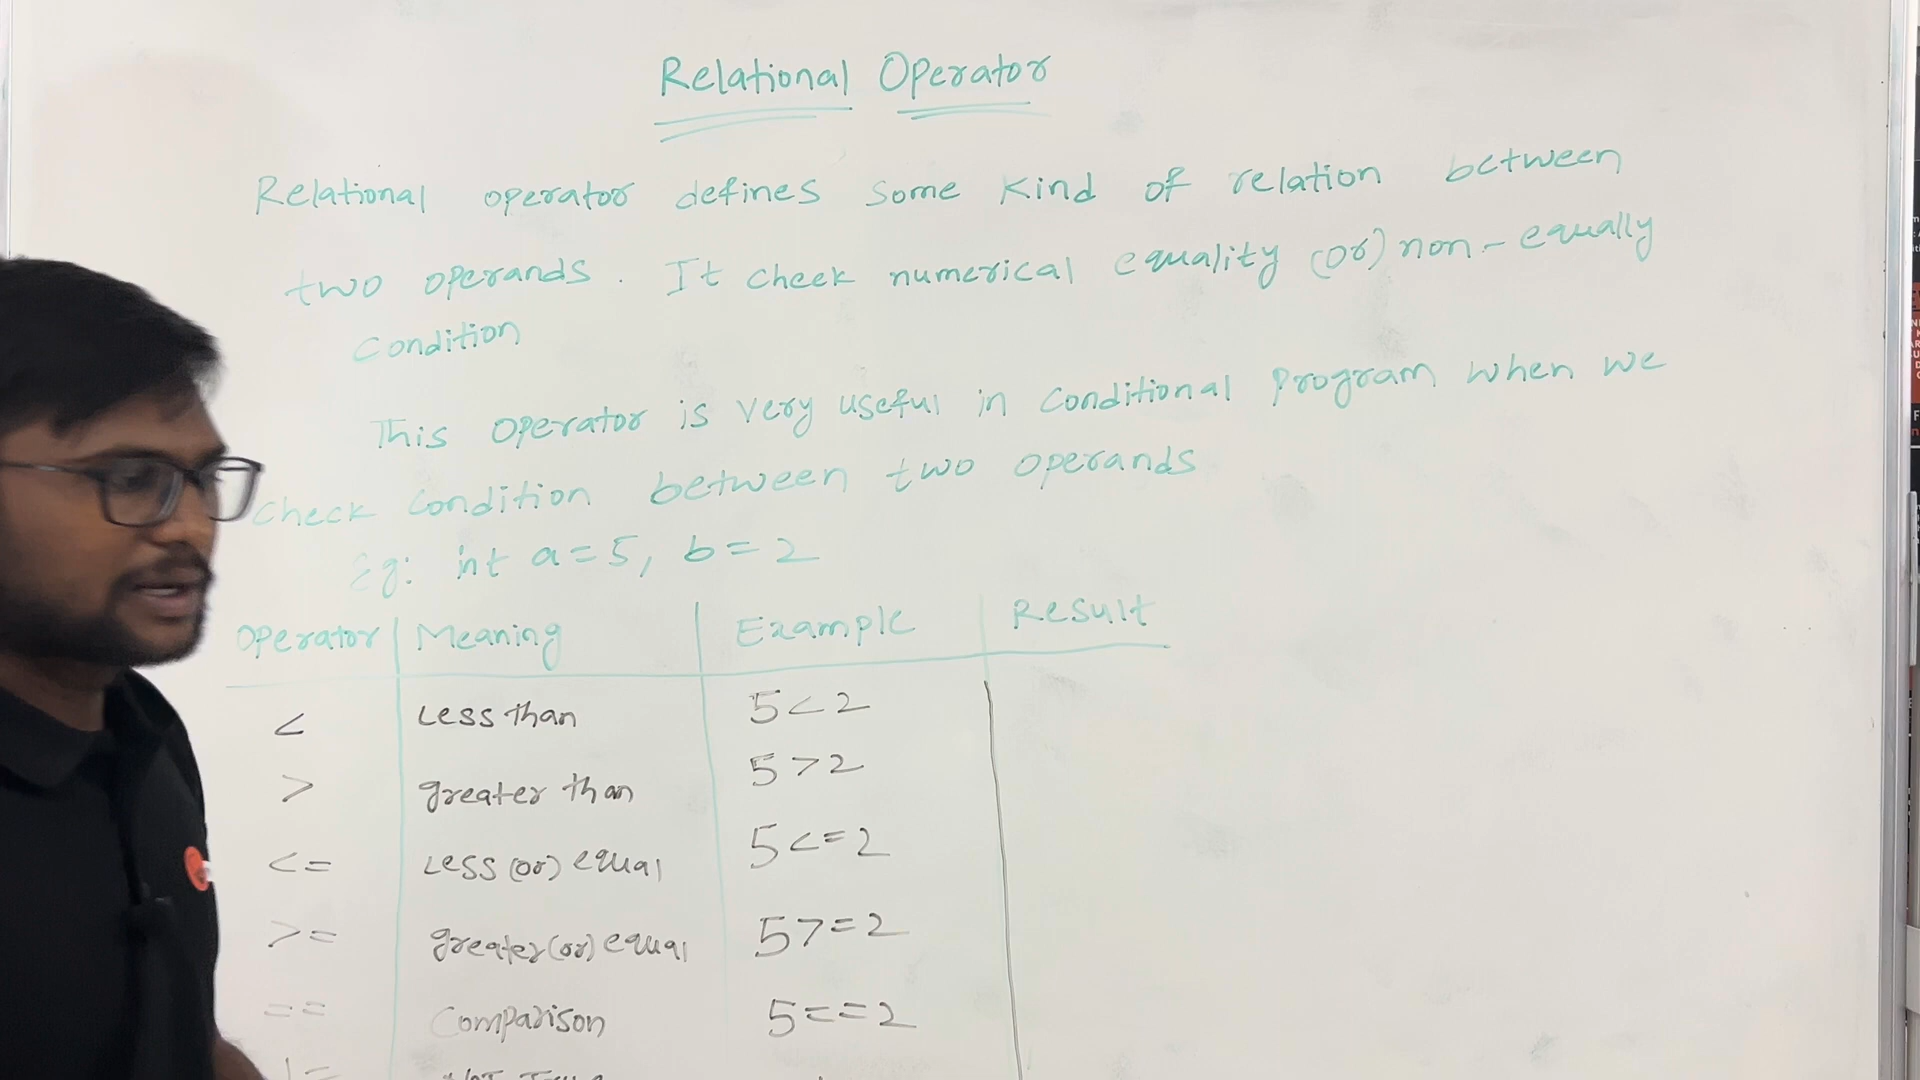 Relational Operator
Relational operator defines some kind of relation between
two operands. It check numerical equality (or) non-equally
condition
This operator is very useful in conditional program when we
check condition between two operands
Eg: int a=5, b=2
Operator Meaning Example Result
< Less than 5<2
> greater than 5>2
<= Less (or) equal 5<=2
>= greater (or) equal 5>=2
== Comparison 5==2
!=